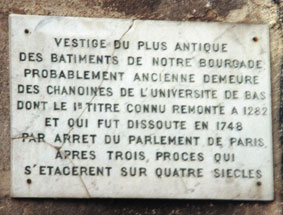 VESTIGE DU PLUS ANTIQUE
DES BATIMENTS DE NOTRE BOURGADE,
PROBABLEMENT ANCIENNE DEMEURE
DES CHANOINES DE L'UNIVERSITE DE BAS
DONT LE 1ER TITRE CONNU REMONTE A 1282
ET QUI FUT DISSOUTE EN 1748
PAR ARRET DU PARLEMENT DE PARIS,
APRES TROIS, PROCES QUI
S'ETAGERENT SUR QUATRE SIECLES